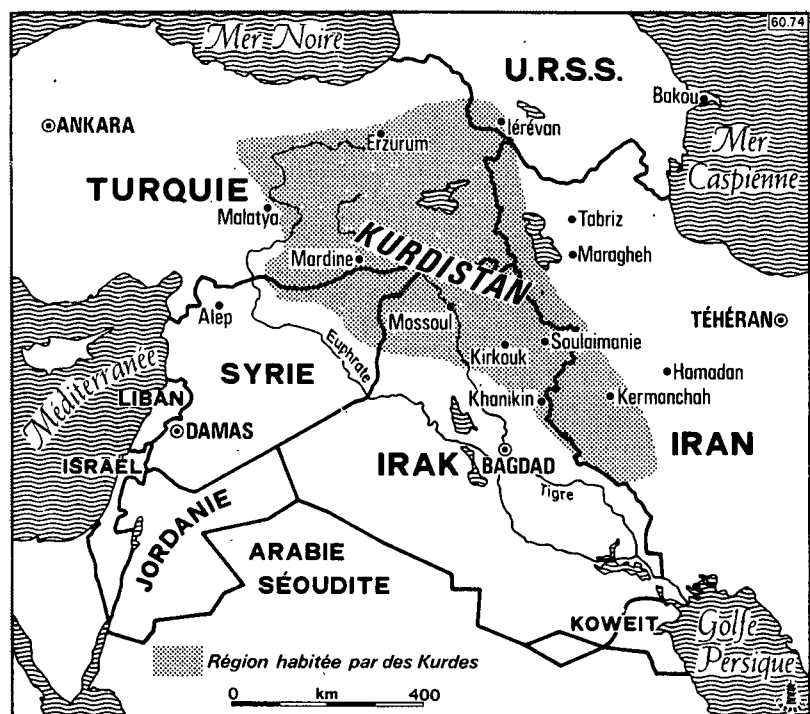 60.74
Mer Noire
U.R.S.S.
Bakou
ANKARA
Erzurum
Iérévan
Mer
Caspienne
TURQUIE
Malatya
Tabriz
KURDISTAN
Mardine
Maragheh
Alep
Mossoul
TÉHÉRAN
Soulaimanie
Euphrate
Kirkouk
Méditerranée
SYRIE
Hamadan
LIBAN
Khanikin
Kermanchah
DAMAS
IRAN
ISRAËL
IRAK
BAGDAD
Tigre
JORDANIE
ARABIE
SÉOUDITE
KOWEIT
Golfe
Persique
Région habitée par des Kurdes
0 km 400